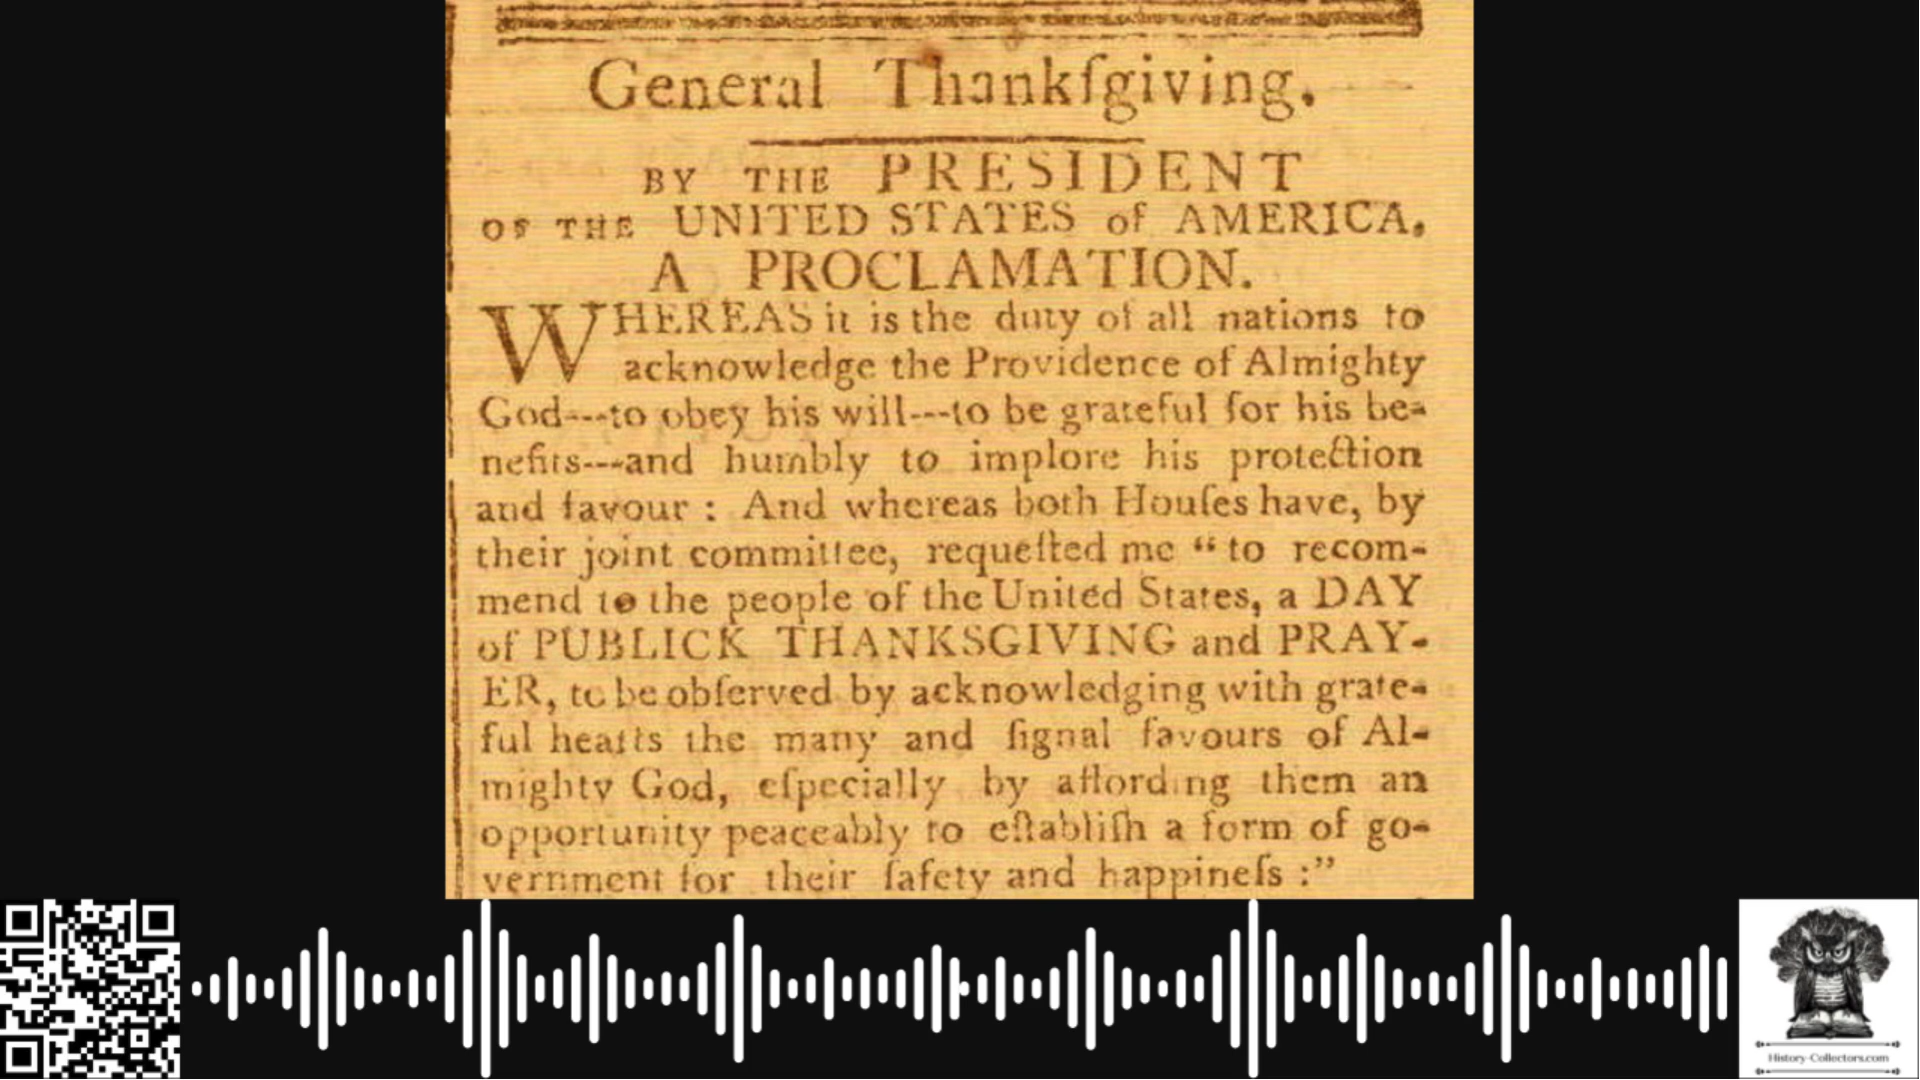 General Thankſgiving.
BY THE PRESIDENT
OF THE UNITED STATES of AMERICA,
A PROCLAMATION.
WHEREAS it is the duty of all nations to
acknowledge the Providence of Almighty
God---to obey his will---to be grateful for his be-
nefits---and humbly to implore his protection
and favour : And whereas both Houſes have, by
their joint committee, requeſted me “ to recom-
mend to the people of the United States, a DAY
of PUBLICK THANKSGIVING and PRAY-
ER, to be obſerved by acknowledging with grate-
ful hearts the many and ſignal favours of Al-
mighty God, eſpecially by affording them an
opportunity peaceably to eſtabliſh a form of go-
vernment for their ſafety and happineſs :”
History-Collectors.com